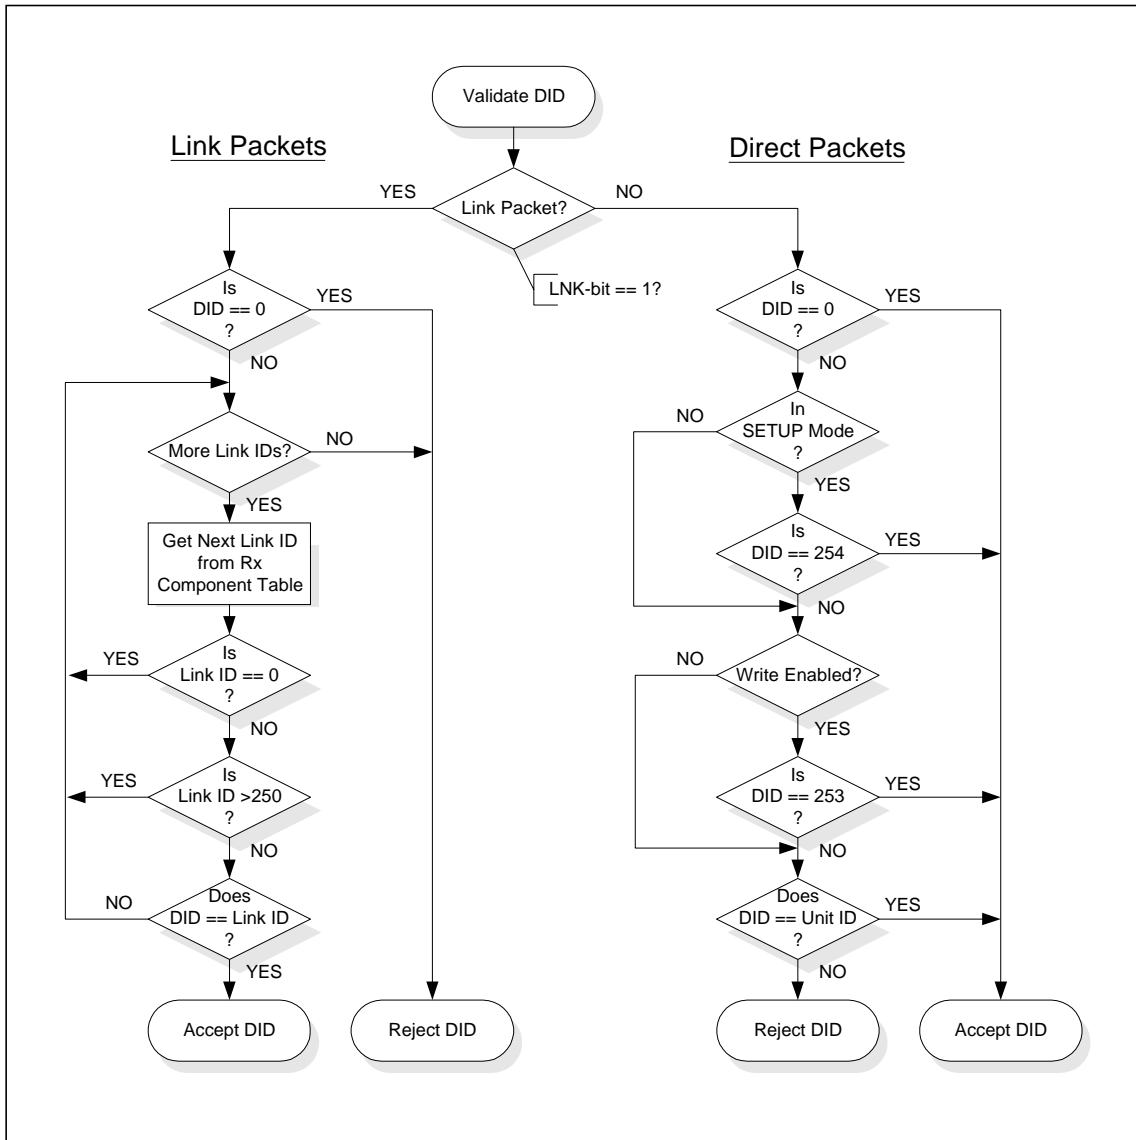 Validate DID
Link Packets
Direct Packets
YES
Link Packet?
NO
LNK-bit == 1?
Is
DID == 0
?
YES
NO
More Link IDs?
NO
YES
Get Next Link ID
from Rx
Component Table
YES
Is
Link ID == 0
?
NO
YES
Is
Link ID >250
?
NO
NO
Does
DID == Link ID
?
YES
Accept DID
Reject DID
Is
DID == 0
?
YES
NO
NO
In
SETUP Mode
?
YES
Is
DID == 254
?
YES
NO
NO
Write Enabled?
YES
Is
DID == 253
?
YES
NO
Does
DID == Unit ID
?
YES
NO
Reject DID
Accept DID